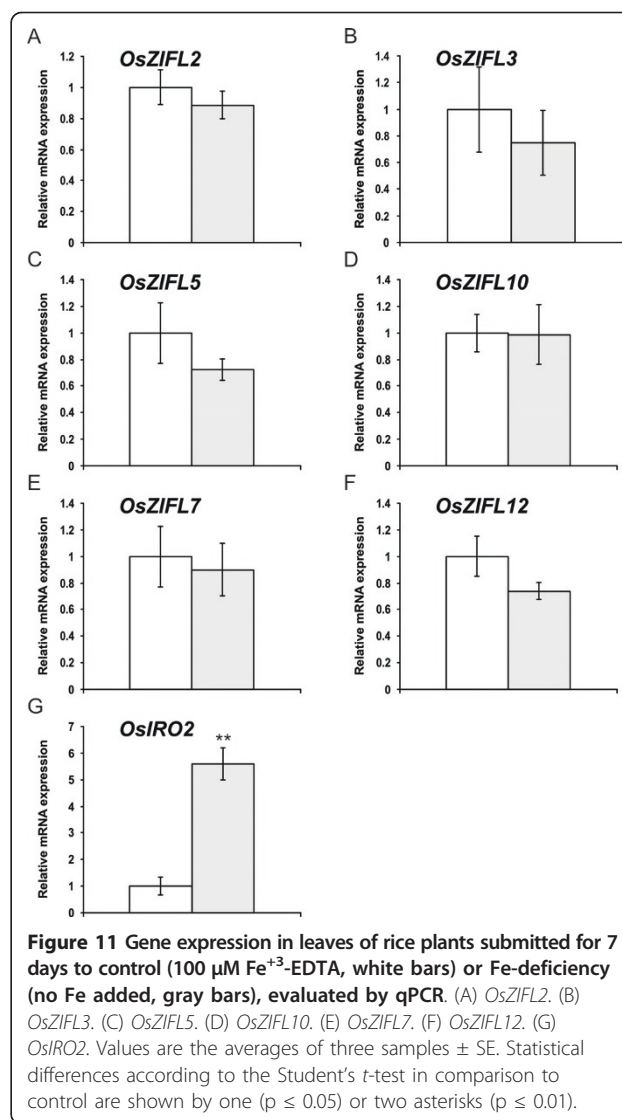 A
OsZIFL2
Relative mRNA expression
1.2
1
0.8
0.6
0.4
0.2
0
B
OsZIFL3
Relative mRNA expression
1.4
1.2
1
0.8
0.6
0.4
0.2
0
C
OsZIFL5
Relative mRNA expression
1.4
1.2
1
0.8
0.6
0.4
0.2
0
D
OsZIFL10
Relative mRNA expression
1.4
1.2
1
0.8
0.6
0.4
0.2
0
E
OsZIFL7
Relative mRNA expression
1.4
1.2
1
0.8
0.6
0.4
0.2
0
F
OsZIFL12
Relative mRNA expression
1.4
1.2
1
0.8
0.6
0.4
0.2
0
G
OsIRO2
Relative mRNA expression
7
6
5
4
3
2
1
0
**
Figure 11 Gene expression in leaves of rice plants submitted for 7
days to control (100 μM Fe⁺³-EDTA, white bars) or Fe-deficiency
(no Fe added, gray bars), evaluated by qPCR. (A) OsZIFL2. (B)
OsZIFL3. (C) OsZIFL5. (D) OsZIFL10. (E) OsZIFL7. (F) OsZIFL12. (G)
OsIRO2. Values are the averages of three samples ± SE. Statistical
differences according to the Student's t-test in comparison to
control are shown by one (p ≤ 0.05) or two asterisks (p ≤ 0.01).